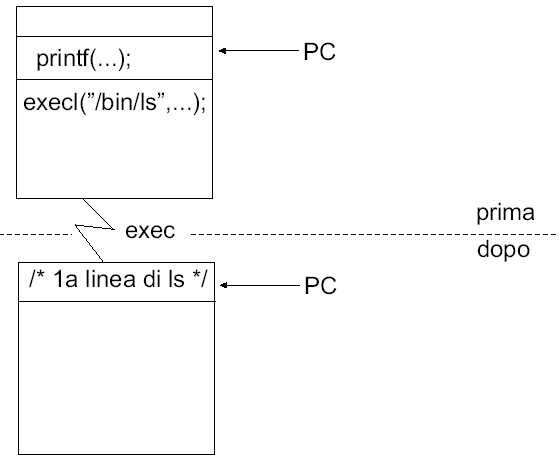 printf(...);
PC
execl("/bin/ls",...);
prima
exec
dopo
/* 1a linea di ls */
PC